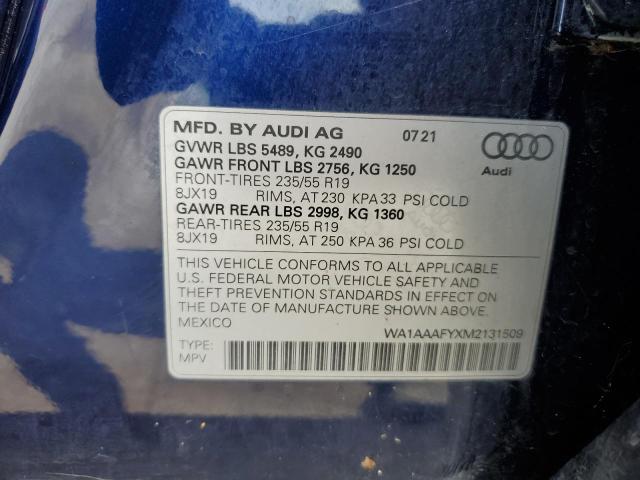 MFD. BY AUDI AG 07 21
GVWR LBS 5489, KG 2490
GAWR FRONT LBS 2756, KG 1250
FRONT-TIRES 235/55 R19
8JX19 RIMS, AT 230 KPA 33 PSI COLD
GAWR REAR LBS 2998, KG 1360
REAR-TIRES 235/55 R19
8JX19 RIMS, AT 250 KPA 36 PSI COLD
Audi
THIS VEHICLE CONFORMS TO ALL APPLICABLE
U.S. FEDERAL MOTOR VEHICLE SAFETY AND
THEFT PREVENTION STANDARDS IN EFFECT ON
THE DATE OF MANUFACTURE SHOWN ABOVE.
MEXICO
WA1AAAFYXM2131509
TYPE:
MPV